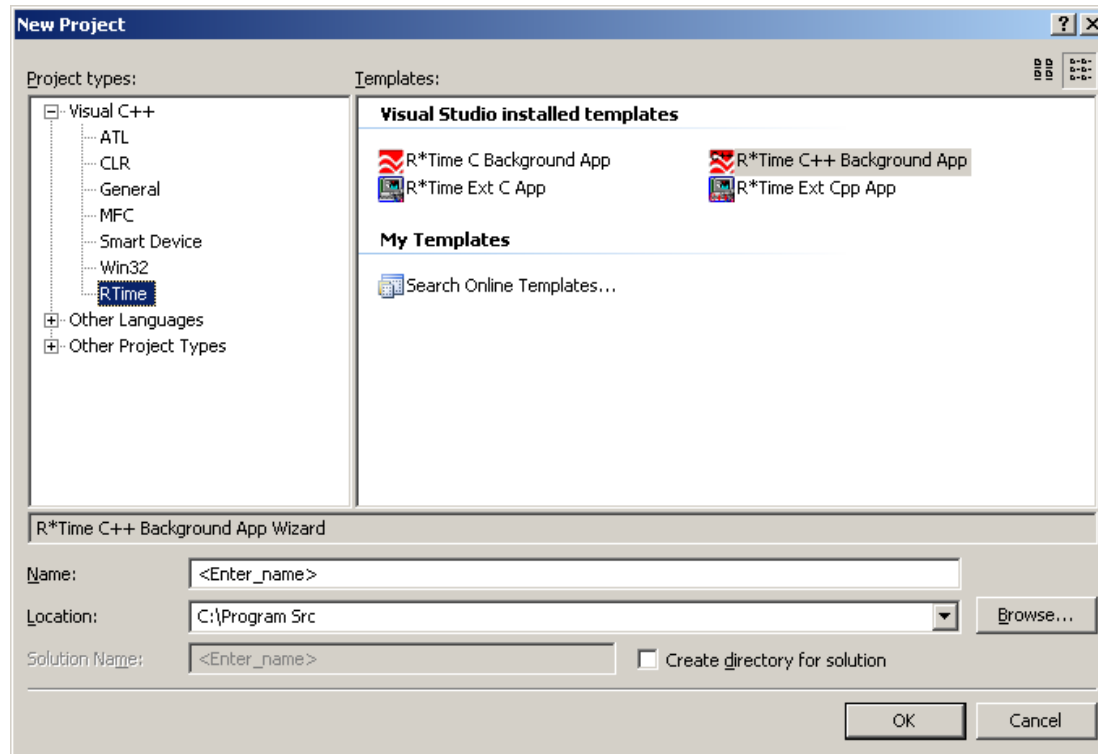 New Project
Project types:
Templates:
Visual C++
ATL
CLR
General
MFC
Smart Device
Win32
RTime
Other Languages
Other Project Types
Visual Studio installed templates
R*Time C Background App
R*Time C++ Background App
R*Time Ext C App
R*Time Ext Cpp App
My Templates
Search Online Templates...
R*Time C++ Background App Wizard
Name:
<Enter_name>
Location:
C:\Program Src
Browse...
Solution Name:
<Enter_name>
Create directory for solution
OK
Cancel